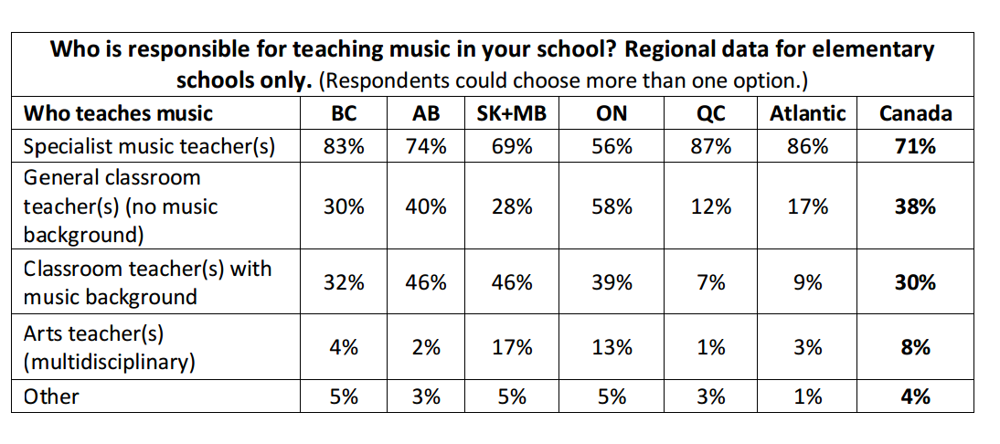 Who is responsible for teaching music in your school? Regional data for elementary
schools only. (Respondents could choose more than one option.)
Who teaches music BC AB SK+MB ON QC Atlantic Canada
Specialist music teacher(s) 83% 74% 69% 56% 87% 86% 71%
General classroom
teacher(s) (no music 30% 40% 28% 58% 12% 17% 38%
background)
Classroom teacher(s) with
music background 32% 46% 46% 39% 7% 9% 30%
Arts teacher(s)
(multidisciplinary) 4% 2% 17% 13% 1% 3% 8%
Other 5% 3% 5% 5% 3% 1% 4%